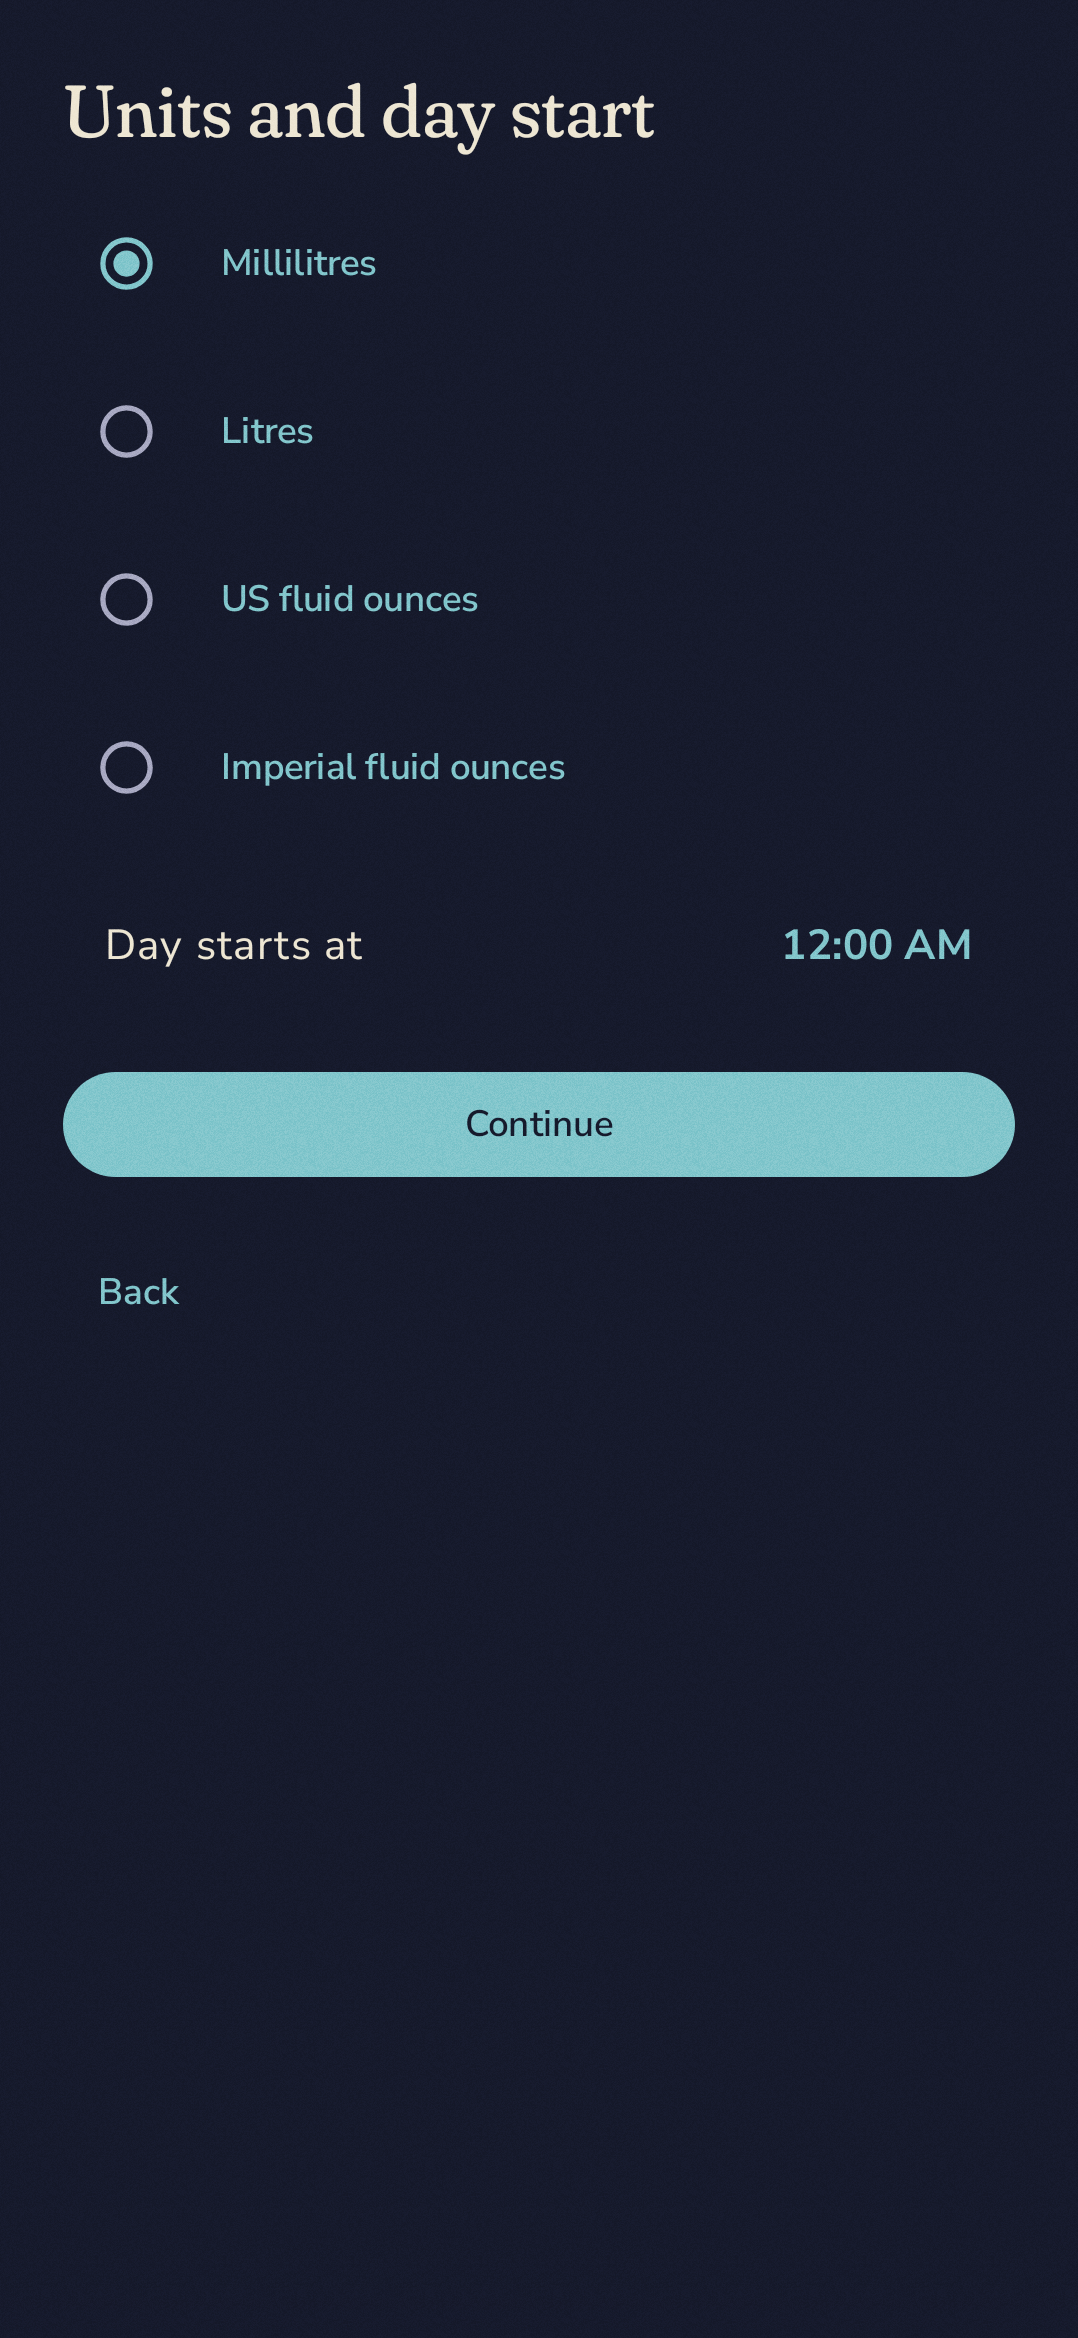 Units and day start
Millilitres
Litres
US fluid ounces
Imperial fluid ounces
Day starts at 12:00 AM
Continue
Back